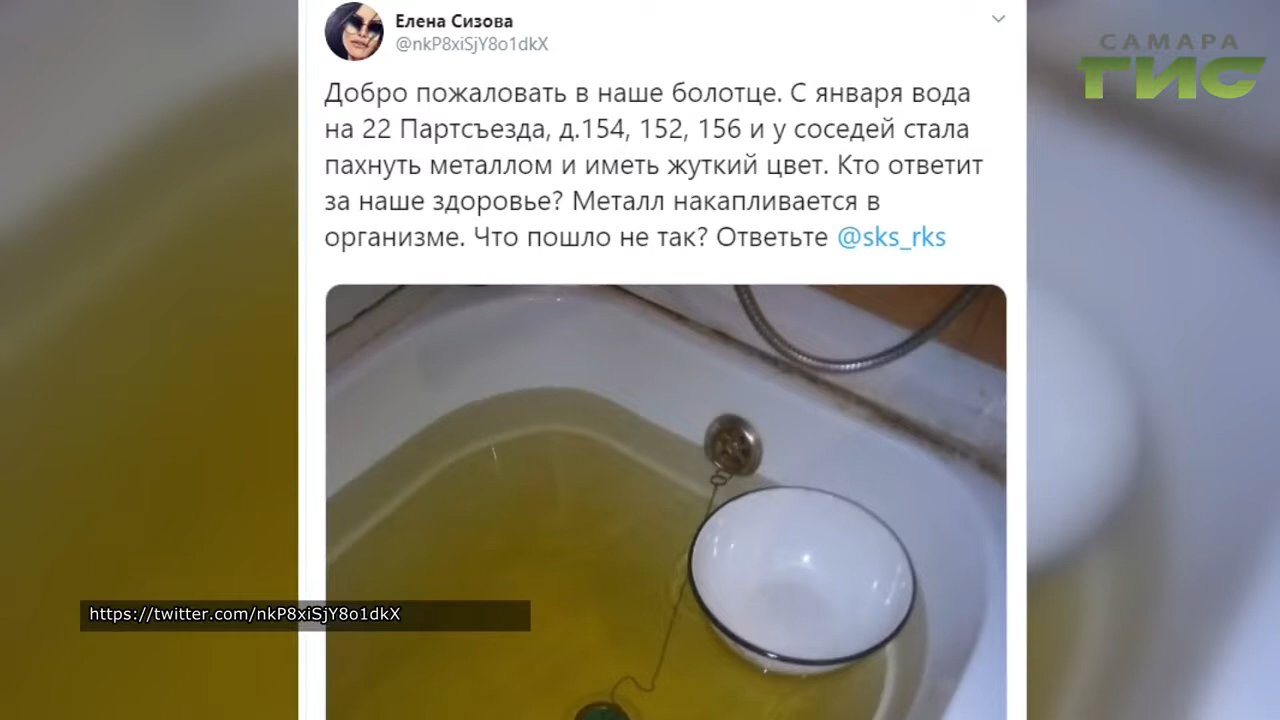 Елена Сизова
@nkP8xiSjY8o1dkX
САМАРА
ГИС
Добро пожаловать в наше болотце. С января вода
на 22 Партсъезда, д.154, 152, 156 и у соседей стала
пахнуть металлом и иметь жуткий цвет. Кто ответит
за наше здоровье? Металл накапливается в
организме. Что пошло не так? Ответьте @sks_rks
https://twitter.com/nkP8xiSjY8o1dkX